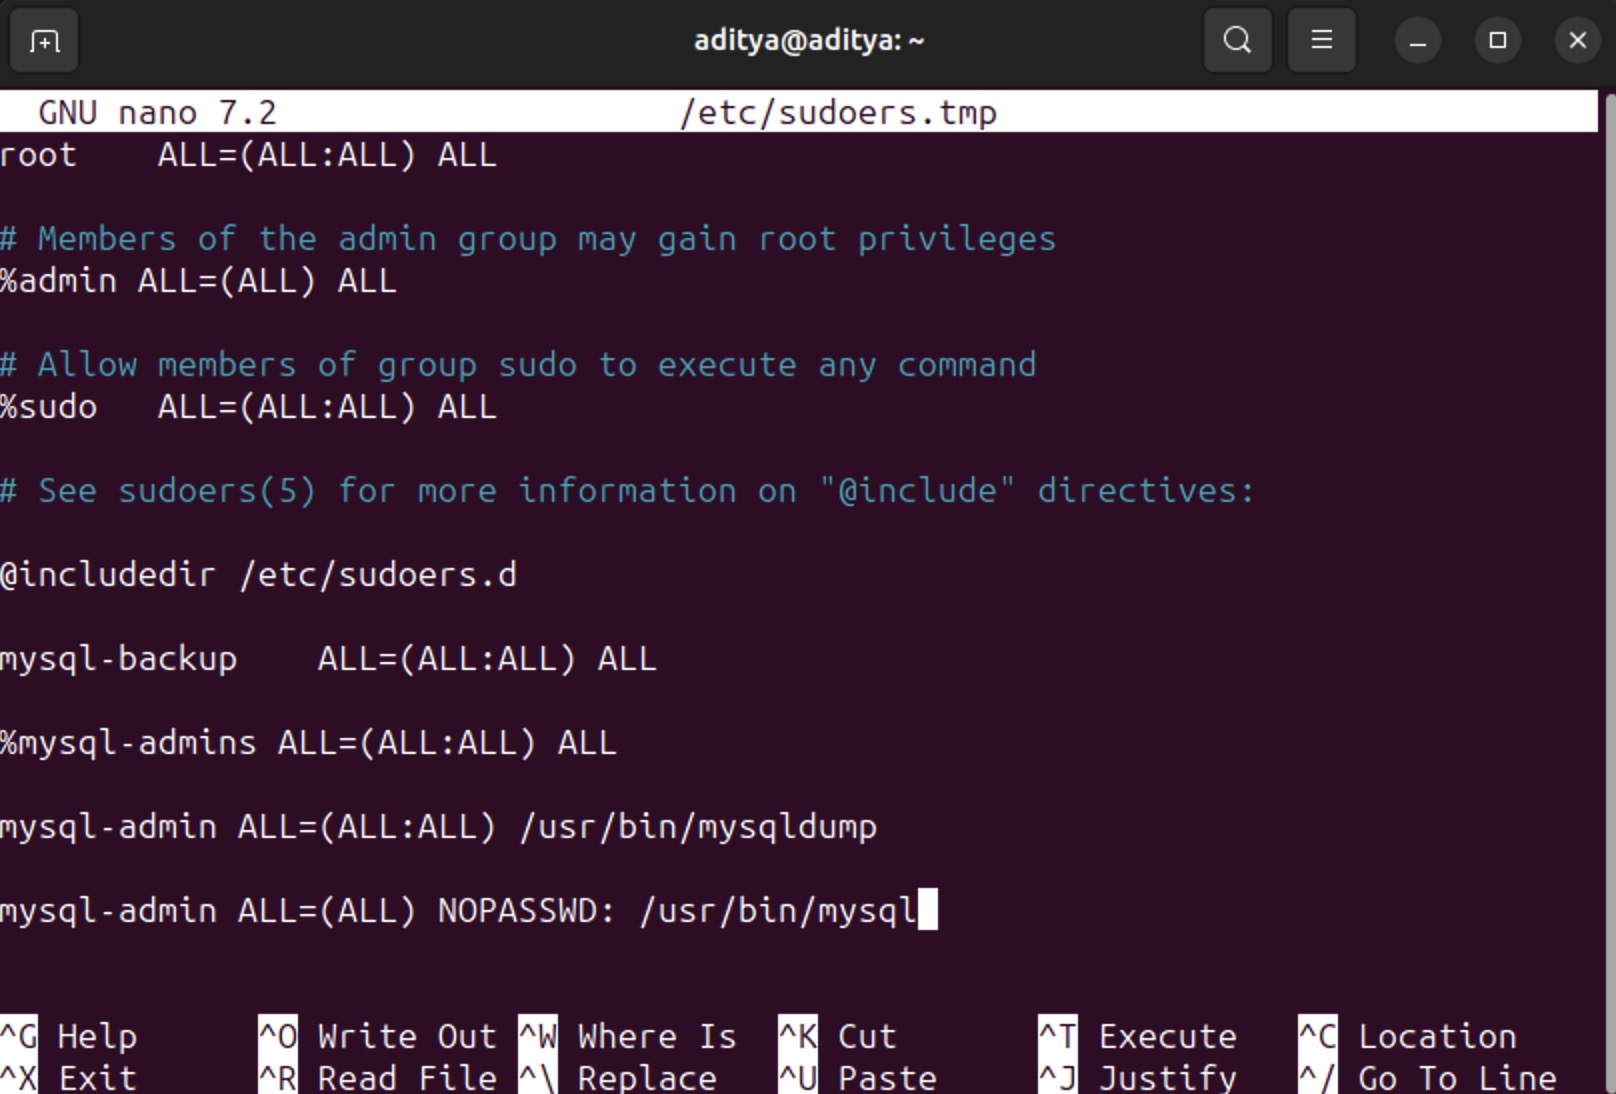 aditya@aditya: ~
GNU nano 7.2 /etc/sudoers.tmp
root    ALL=(ALL:ALL) ALL
# Members of the admin group may gain root privileges
%admin ALL=(ALL) ALL
# Allow members of group sudo to execute any command
%sudo   ALL=(ALL:ALL) ALL
# See sudoers(5) for more information on "@include" directives:
@includedir /etc/sudoers.d
mysql-backup    ALL=(ALL:ALL) ALL
%mysql-admins ALL=(ALL:ALL) ALL
mysql-admin ALL=(ALL:ALL) /usr/bin/mysqldump
mysql-admin ALL=(ALL) NOPASSWD: /usr/bin/mysql
^G Help ^O Write Out ^W Where Is ^K Cut ^T Execute ^C Location
^X Exit ^R Read File ^\ Replace ^U Paste ^J Justify ^/ Go To Line